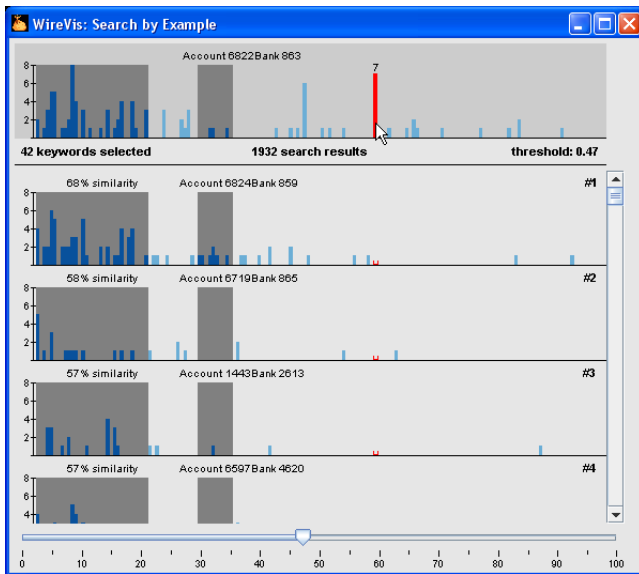 WireVis: Search by Example
Account 6822Bank 863
8
6
4
2
7
42 keywords selected 1932 search results threshold: 0.47
68% similarity Account 6824Bank 859 #1
8
6
4
2
58% similarity Account 6719Bank 865 #2
8
6
4
2
57% similarity Account 1443Bank 2613 #3
8
6
4
2
57% similarity Account 6597Bank 4620 #4
8
6
4
0 10 20 30 40 50 60 70 80 90 100